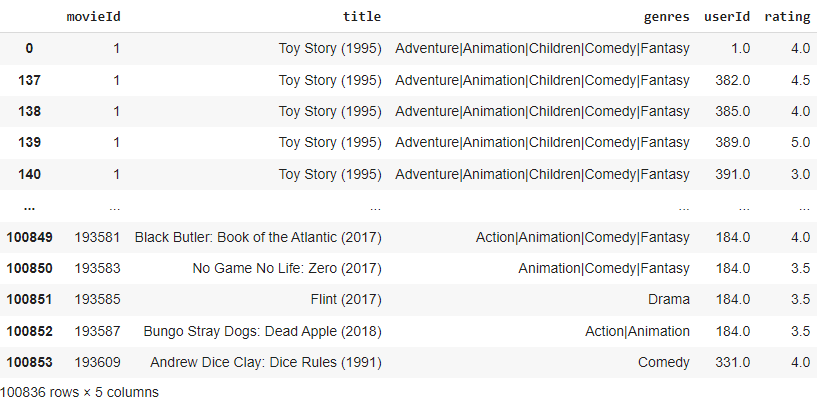 movieId title genres userId rating
0 1 Toy Story (1995) Adventure|Animation|Children|Comedy|Fantasy 1.0 4.0
137 1 Toy Story (1995) Adventure|Animation|Children|Comedy|Fantasy 382.0 4.5
138 1 Toy Story (1995) Adventure|Animation|Children|Comedy|Fantasy 385.0 4.0
139 1 Toy Story (1995) Adventure|Animation|Children|Comedy|Fantasy 389.0 5.0
140 1 Toy Story (1995) Adventure|Animation|Children|Comedy|Fantasy 391.0 3.0
... ... ... ... ... ...
100849 193581 Black Butler: Book of the Atlantic (2017) Action|Animation|Comedy|Fantasy 184.0 4.0
100850 193583 No Game No Life: Zero (2017) Animation|Comedy|Fantasy 184.0 3.5
100851 193585 Flint (2017) Drama 184.0 3.5
100852 193587 Bungo Stray Dogs: Dead Apple (2018) Action|Animation 184.0 3.5
100853 193609 Andrew Dice Clay: Dice Rules (1991) Comedy 331.0 4.0
100836 rows × 5 columns